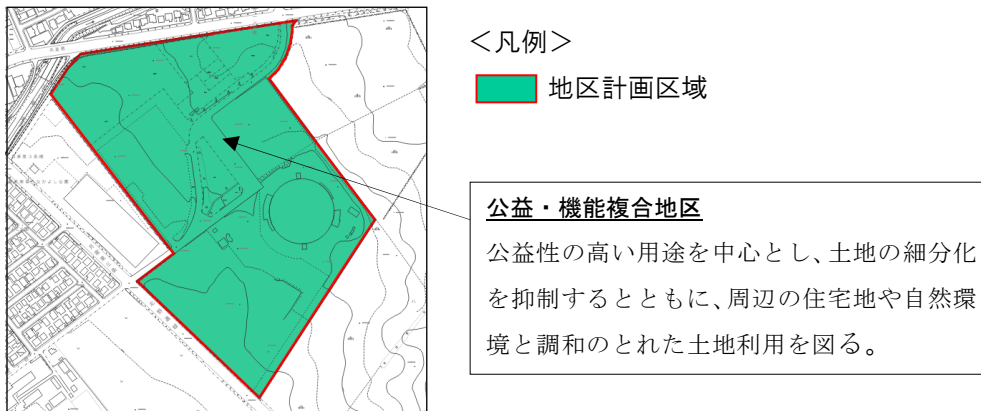 ＜凡例＞
地区計画区域
公益・機能複合地区
公益性の高い用途を中心とし、土地の細分化
を抑制するとともに、周辺の住宅地や自然環
境と調和のとれた土地利用を図る。